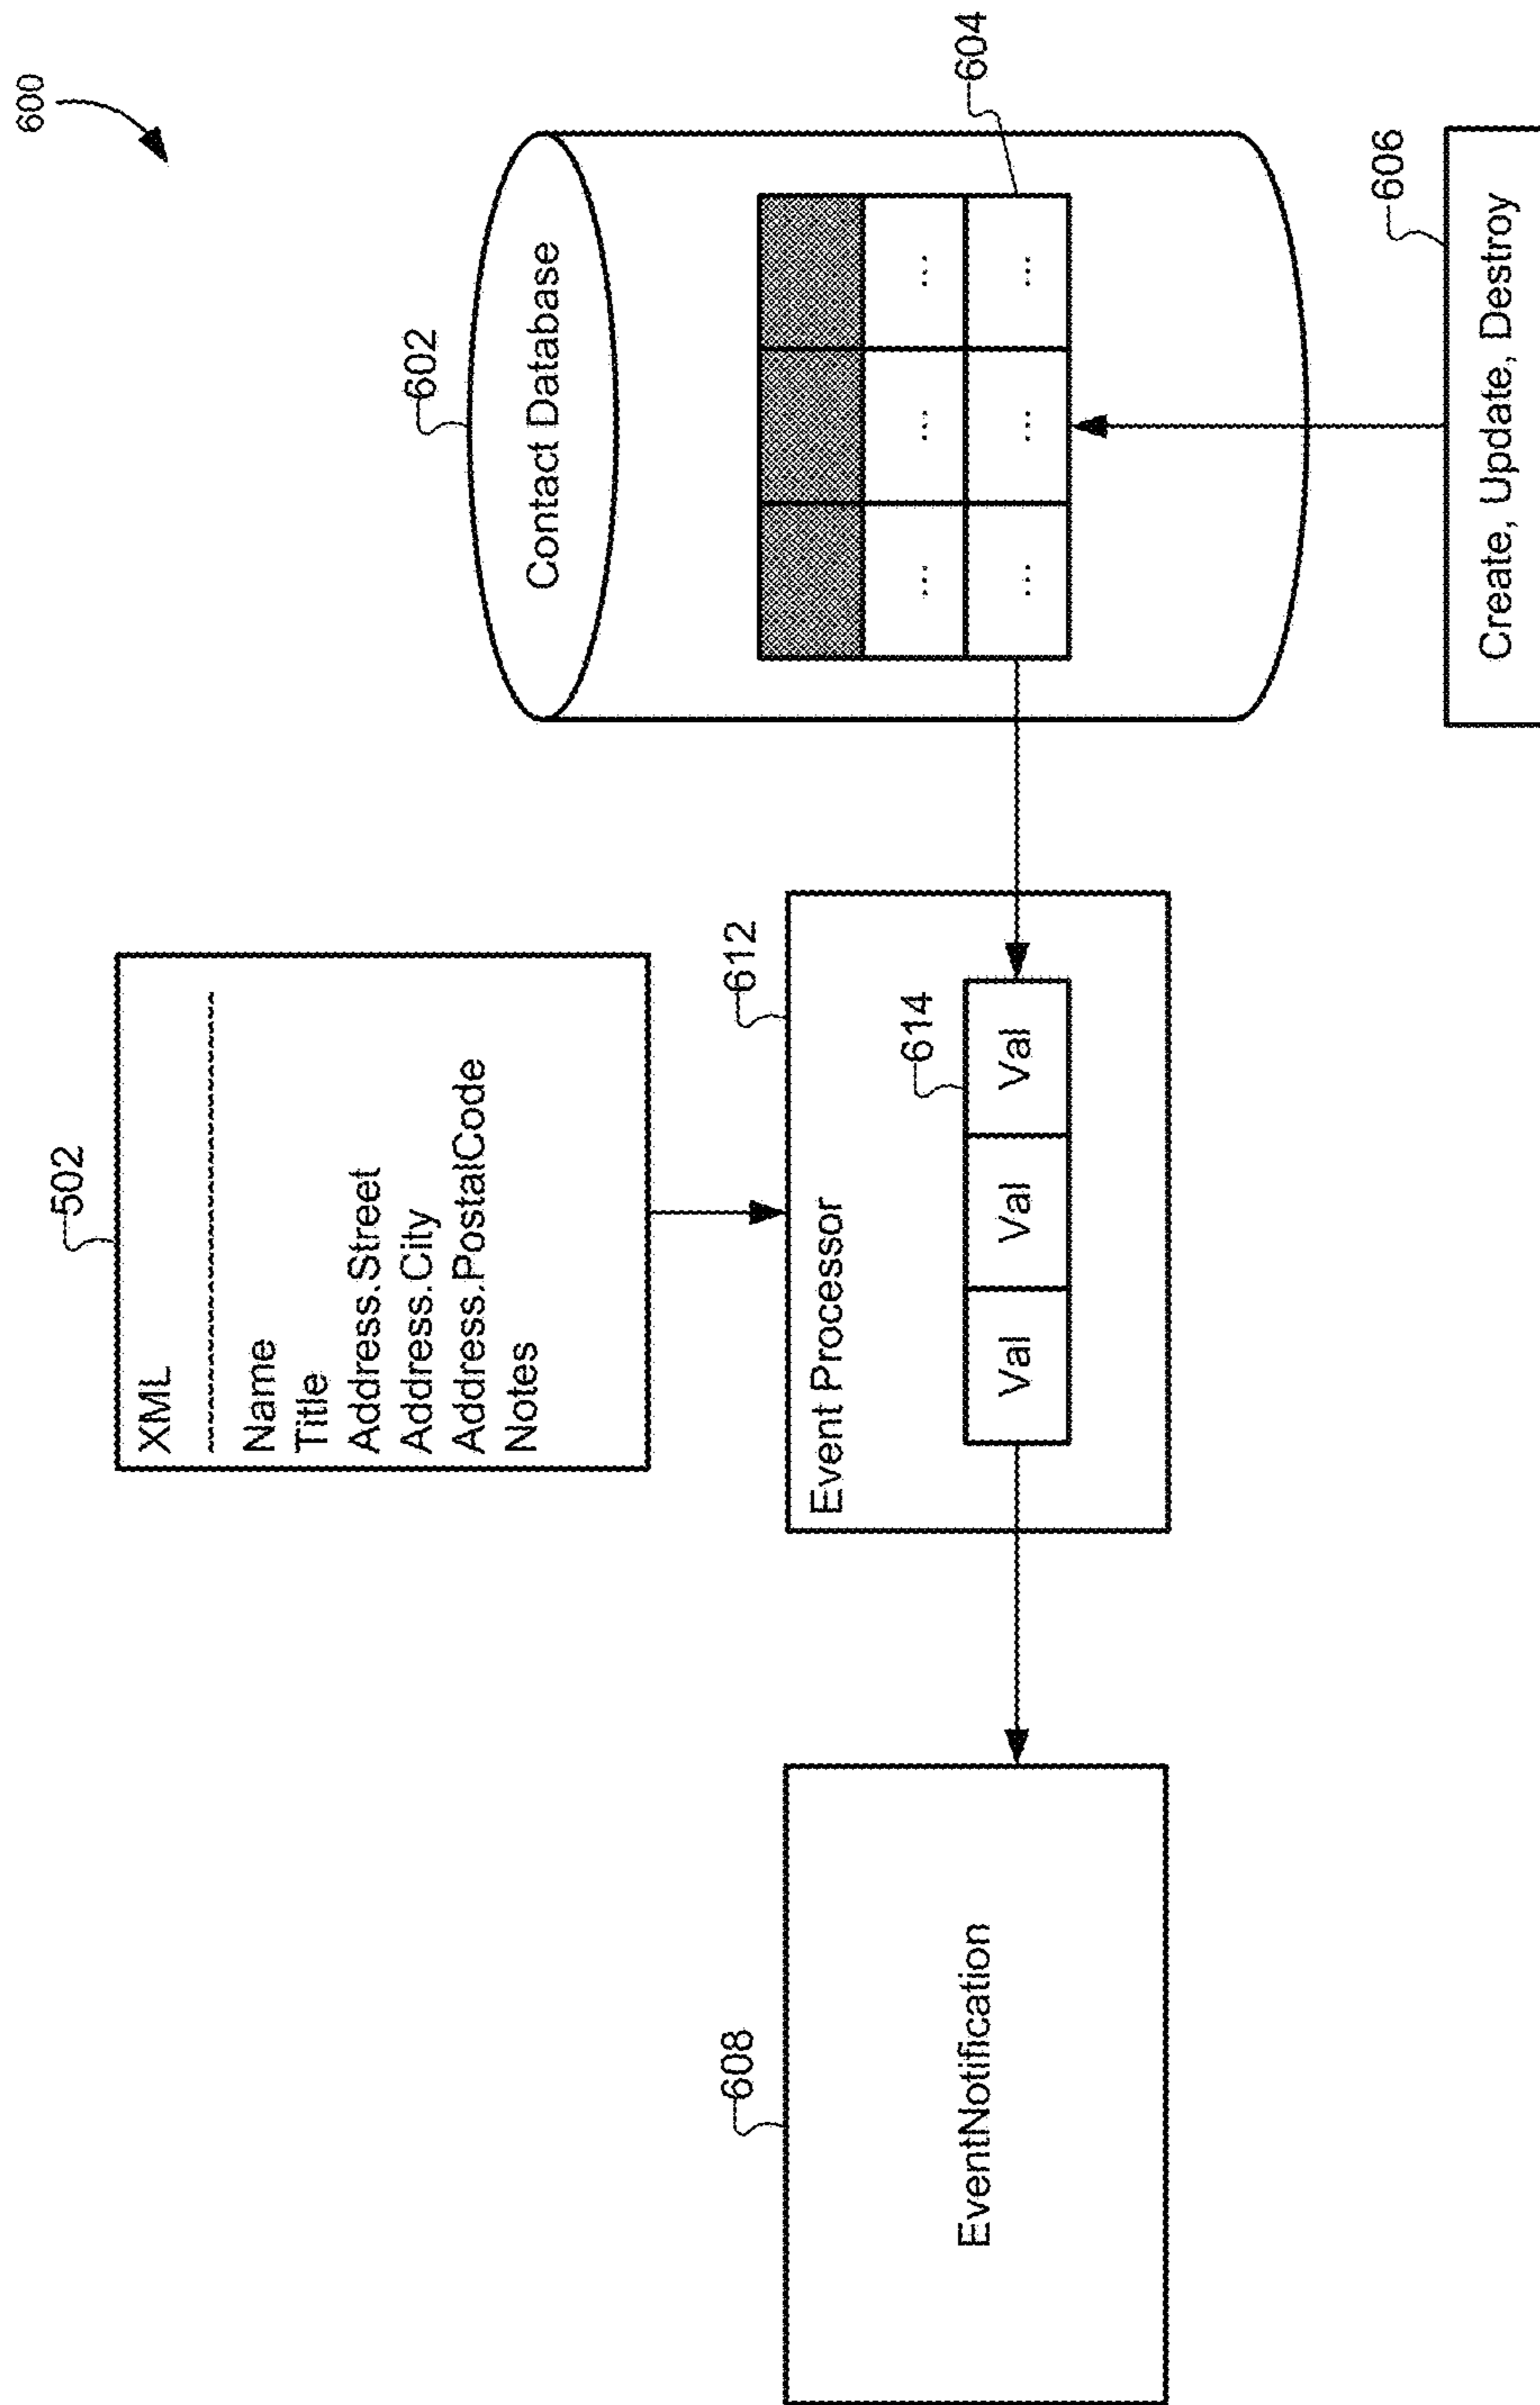 600
502
XML
Name
Title
Address.Street
Address.City
Address.PostalCode
Notes
602
Contact Database
608
EventNotification
612
Event Processor
614
Val
Val
Val
...
...
...
...
...
...
604
606
Create, Update, Destroy